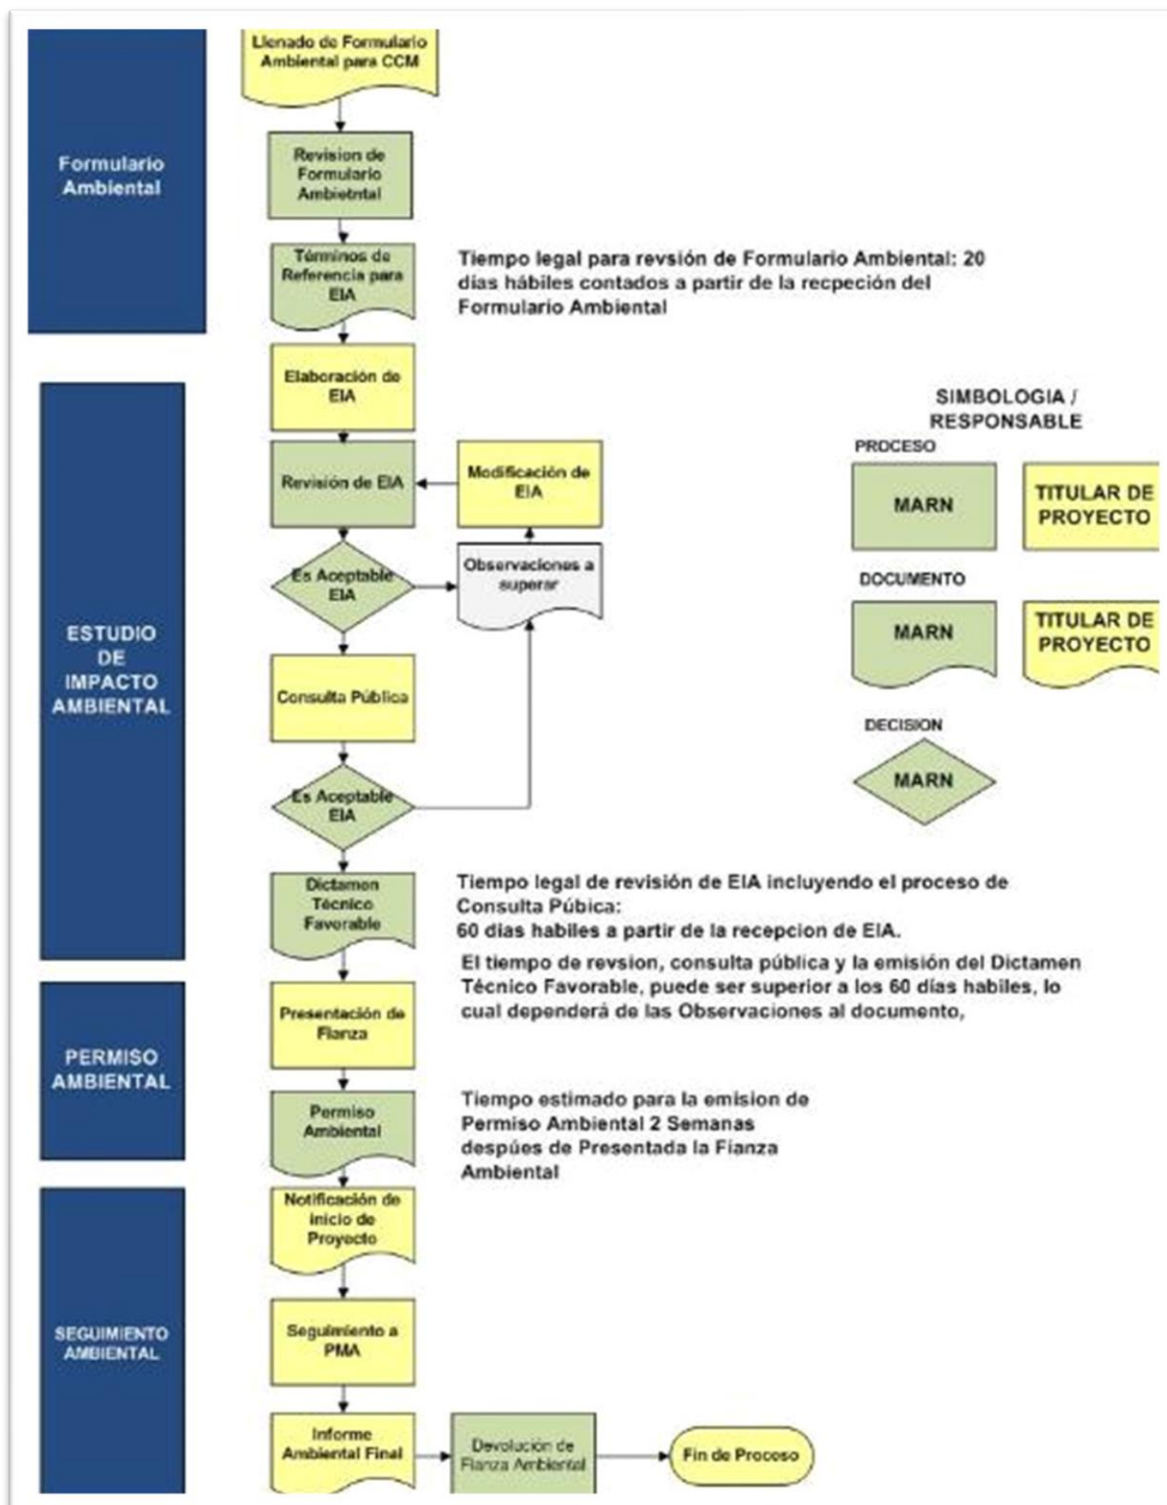 Llenado de Formulario
Ambiental para CCM
Formulario
Ambiental
Revision de
Formulario
Ambietntal
Términos de
Referencia para
EIA
Tiempo legal para revsión de Formulario Ambiental: 20
días hábiles contados a partir de la recpeción del
Formulario Ambiental
Elaboración de
EIA
SIMBOLOGIA /
RESPONSABLE
PROCESO
MARN
TITULAR DE
PROYECTO
DOCUMENTO
MARN
TITULAR DE
PROYECTO
DECISION
MARN
ESTUDIO
DE
IMPACTO
AMBIENTAL
Revisión de EIA
Modificación de
EIA
Es Aceptable
EIA
Observaciones a
superar
Consulta Pública
Es Aceptable
EIA
Dictamen
Técnico
Favorable
Tiempo legal de revisión de EIA incluyendo el proceso de
Consulta Púbica:
60 dias habiles a partir de la recepcion de EIA.
El tiempo de revsion, consulta pública y la emisión del Dictamen
Técnico Favorable, puede ser superior a los 60 días habiles, lo
cual dependerá de las Observaciones al documento,
PERMISO
AMBIENTAL
Presentación de
Fianza
Permiso
Ambiental
Tiempo estimado para la emision de
Permiso Ambiental 2 Semanas
despúes de Presentada la Fianza
Ambiental
SEGUIMIENTO
AMBIENTAL
Notificación de
inicio de
Proyecto
Seguimiento a
PMA
Informe
Ambiental Final
Devolución de
Fianza Ambiental
Fin de Proceso